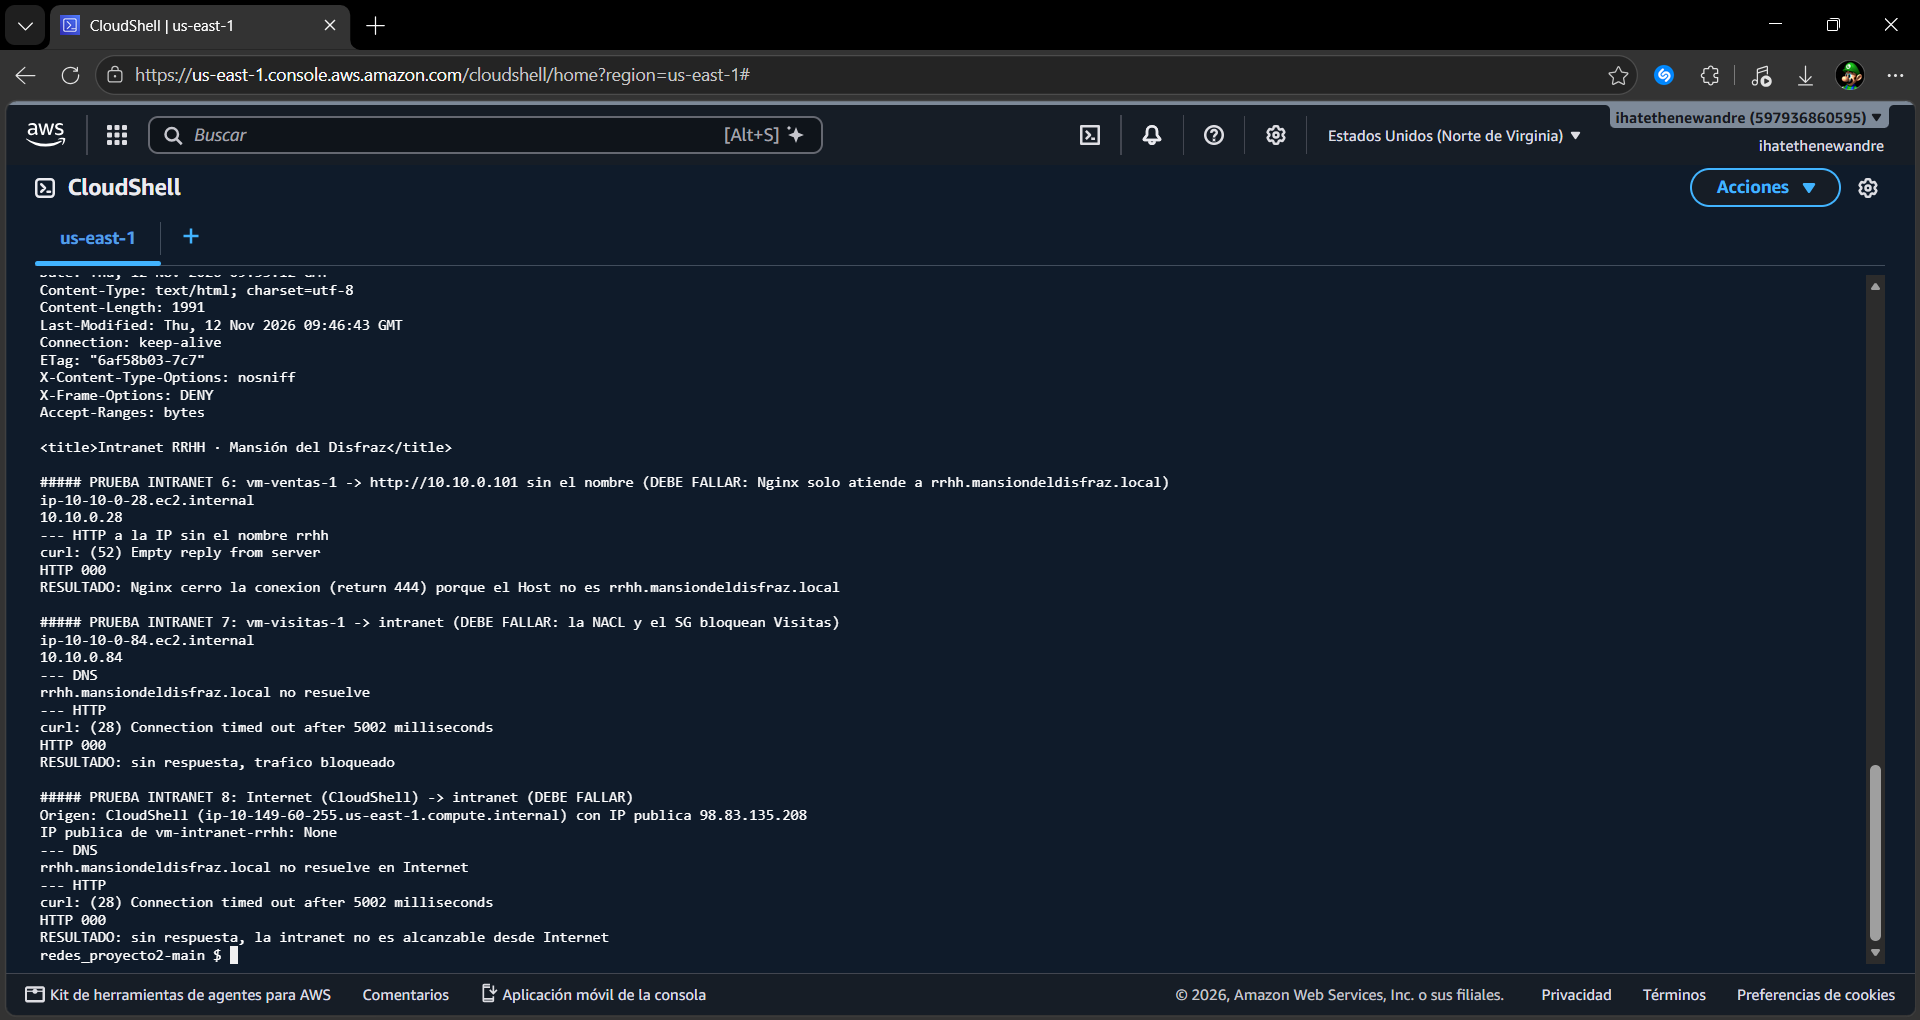 CloudShell | us-east-1
https://us-east-1.console.aws.amazon.com/cloudshell/home?region=us-east-1#
aws
Buscar
[Alt+S]
Estados Unidos (Norte de Virginia)
ihatethenewandre (597936860595)
ihatethenewandre
CloudShell
Acciones
us-east-1
Content-Type: text/html; charset=utf-8
Content-Length: 1991
Last-Modified: Thu, 12 Nov 2026 09:46:43 GMT
Connection: keep-alive
ETag: "6af58b03-7c7"
X-Content-Type-Options: nosniff
X-Frame-Options: DENY
Accept-Ranges: bytes
<title>Intranet RRHH · Mansión del Disfraz</title>
##### PRUEBA INTRANET 6: vm-ventas-1 -> http://10.10.0.101 sin el nombre (DEBE FALLAR: Nginx solo atiende a rrhh.mansiondeldisfraz.local)
ip-10-10-0-28.ec2.internal
10.10.0.28
--- HTTP a la IP sin el nombre rrhh
curl: (52) Empty reply from server
HTTP 000
RESULTADO: Nginx cerro la conexion (return 444) porque el Host no es rrhh.mansiondeldisfraz.local
##### PRUEBA INTRANET 7: vm-visitas-1 -> intranet (DEBE FALLAR: la NACL y el SG bloquean Visitas)
ip-10-10-0-84.ec2.internal
10.10.0.84
--- DNS
rrhh.mansiondeldisfraz.local no resuelve
--- HTTP
curl: (28) Connection timed out after 5002 milliseconds
HTTP 000
RESULTADO: sin respuesta, trafico bloqueado
##### PRUEBA INTRANET 8: Internet (CloudShell) -> intranet (DEBE FALLAR)
Origen: CloudShell (ip-10-149-60-255.us-east-1.compute.internal) con IP publica 98.83.135.208
IP publica de vm-intranet-rrhh: None
--- DNS
rrhh.mansiondeldisfraz.local no resuelve en Internet
--- HTTP
curl: (28) Connection timed out after 5002 milliseconds
HTTP 000
RESULTADO: sin respuesta, la intranet no es alcanzable desde Internet
redes_proyecto2-main $
Kit de herramientas de agentes para AWS
Comentarios
Aplicación móvil de la consola
© 2026, Amazon Web Services, Inc. o sus filiales.
Privacidad
Términos
Preferencias de cookies